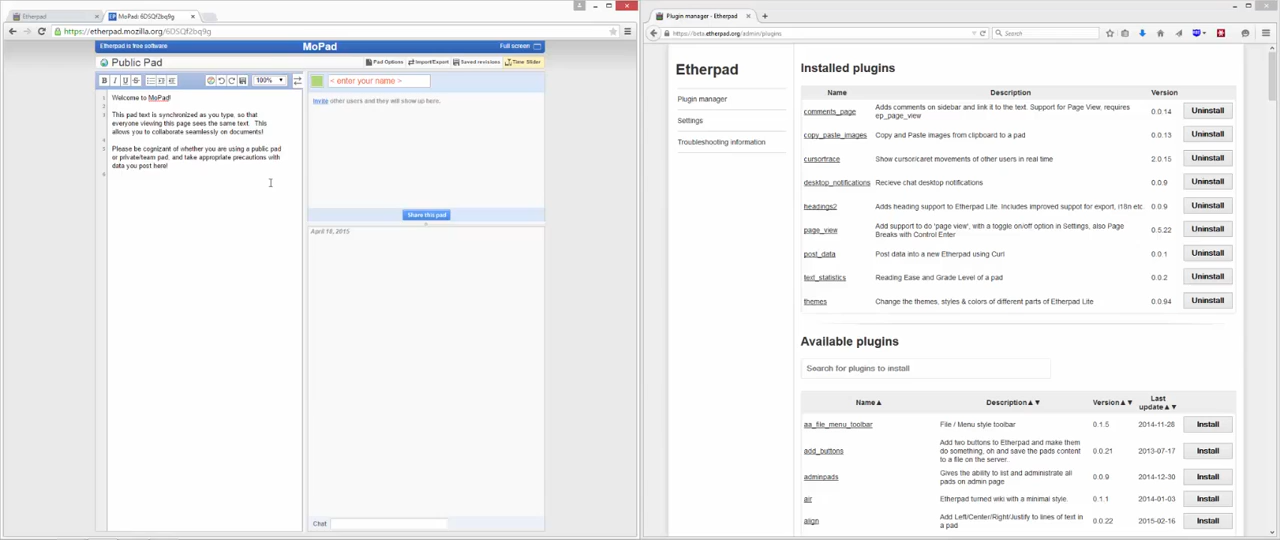 Etherpad
MoPad: 6DSQf2bq9g
https://etherpad.mozilla.org/6DSQf2bq9g
Etherpad is free software
MoPad
Full screen
Public Pad
Pad Options
Import/Export
Saved revisions
Time Slider
B I U S
100%
1 Welcome to MoPad!
2
3 This pad text is synchronized as you type, so that
everyone viewing this page sees the same text. This
allows you to collaborate seamlessly on documents!
4
5 Please be cognizant of whether you are using a public pad
or private/team pad, and take appropriate precautions with
data you post here!
6
< enter your name >
Invite other users and they will show up here.
Share this pad
April 18, 2015
Chat
Plugin manager - Etherpad
https://beta.etherpad.org/admin/plugins
Search
Etherpad
Plugin manager
Settings
Troubleshooting information
Installed plugins
Name Description Version
comments_page Adds comments on sidebar and link it to the text. Support for Page View, requires
ep_page_view 0.0.14 Uninstall
copy_paste_images Copy and Paste images from clipboard to a pad 0.0.13 Uninstall
cursortrace Show cursor/caret movements of other users in real time 2.0.15 Uninstall
desktop_notifications Recieve chat desktop notifications 0.0.9 Uninstall
headings2 Adds heading support to Etherpad Lite. Includes improved suppot for export, i18n etc. 0.0.9 Uninstall
page_view Add support to do 'page view', with a toggle on/off option in Settings, also Page
Breaks with Control Enter 0.5.22 Uninstall
post_data Post data into a new Etherpad using Curl 0.0.1 Uninstall
text_statistics Reading Ease and Grade Level of a pad 0.0.2 Uninstall
themes Change the themes, styles & colors of different parts of Etherpad Lite 0.0.94 Uninstall
Available plugins
Search for plugins to install
Name▲ Description▲▼ Version▲▼ Last
update▲▼
aa_file_menu_toolbar File / Menu style toolbar 0.1.5 2014-11-28 Install
add_buttons Add two buttons to Etherpad and make them
do something, oh and save the pads content
to a file on the server. 0.0.21 2013-07-17 Install
adminpads Gives the ability to list and administrate all
pads on admin page 0.0.9 2014-12-30 Install
air Etherpad turned wiki with a minimal style. 0.1.1 2014-01-03 Install
align Add Left/Center/Right/Justify to lines of text in
a pad 0.0.22 2015-02-16 Install